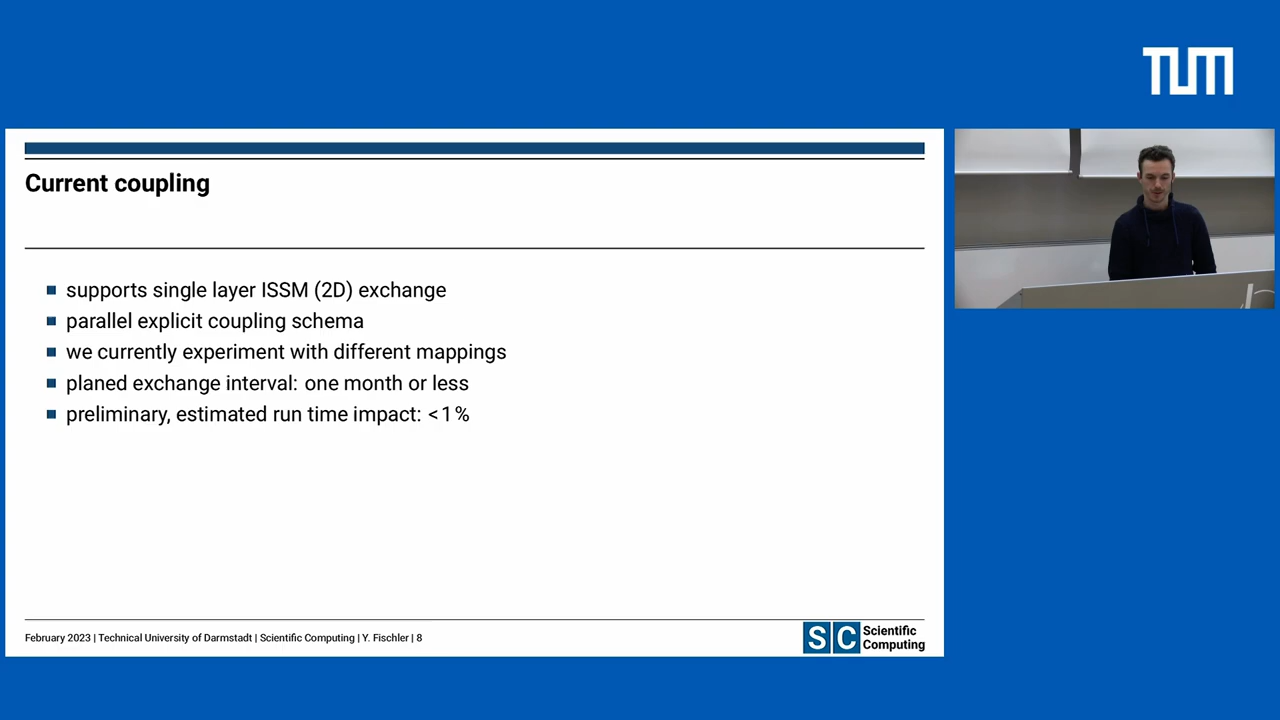 TUM
Current coupling
supports single layer ISSM (2D) exchange
parallel explicit coupling schema
we currently experiment with different mappings
planed exchange interval: one month or less
preliminary, estimated run time impact: <1%
February 2023 | Technical University of Darmstadt | Scientific Computing | Y. Fischler | 8
SC Scientific
Computing